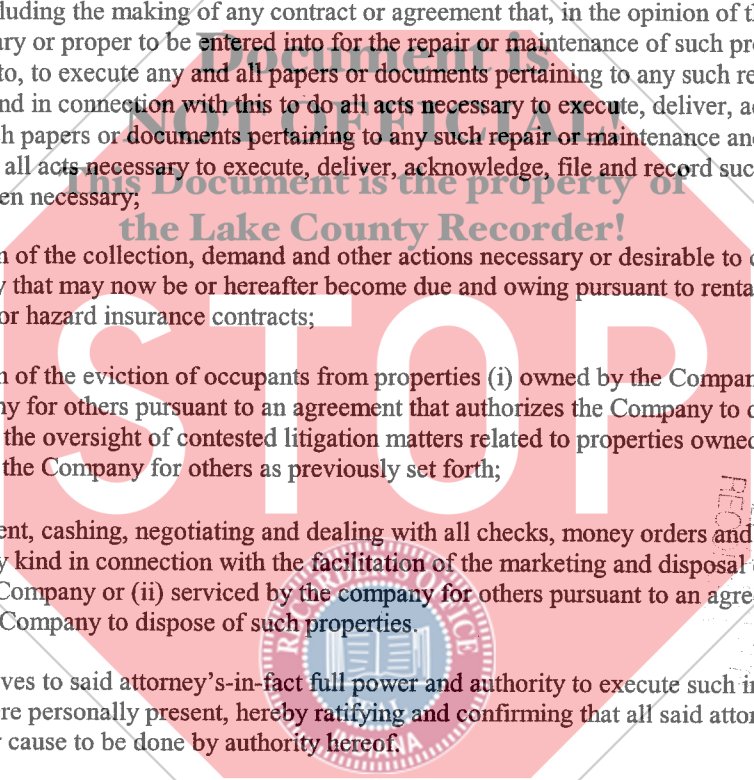 luding the making of any contract or agreement that, in the opinion of t
ary or proper to be entered into for the repair or maintenance of such pr
Document is
to, to execute any and all papers or documents pertaining to any such re
nd in connection with this to do all acts necessary to execute, deliver, a
NOT OFFICIAL!
h papers or documents pertaining to any such repair or maintenance an
all acts necessary to execute, deliver, acknowledge, file and record suc
This Document is the property of
en necessary;
the Lake County Recorder!
n of the collection, demand and other actions necessary or desirable to
y that may now be or hereafter become due and owing pursuant to renta
or hazard insurance contracts;
STOP
n of the eviction of occupants from properties (i) owned by the Compan
ny for others pursuant to an agreement that authorizes the Company to
the oversight of contested litigation matters related to properties owned
the Company for others as previously set forth;
ent, cashing, negotiating and dealing with all checks, money orders and
y kind in connection with the facilitation of the marketing and disposal
Company or (ii) serviced by the company for others pursuant to an agre
Company to dispose of such properties.
RECORDER'S OFFICE
INDIANA
ves to said attorney's-in-fact full power and authority to execute such i
re personally present, hereby ratifying and confirming that all said attor
r cause to be done by authority hereof.